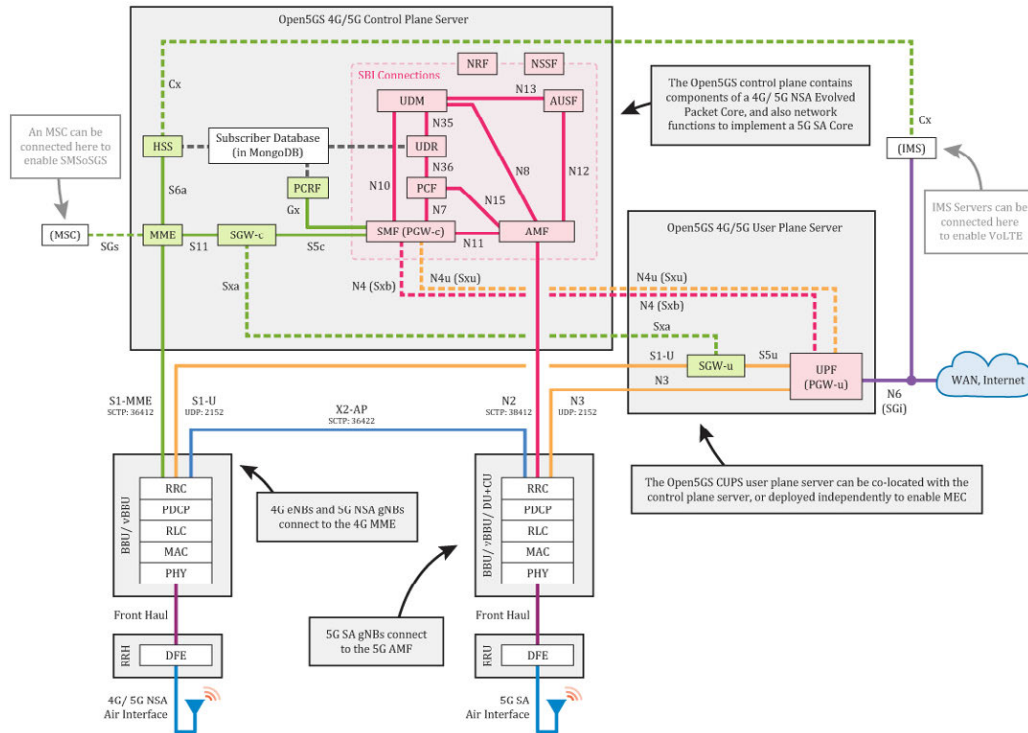 Open5GS 4G/5G Control Plane Server
NRF
NSSF
SBI Connections
Cx
N13
UDM
AUSF
The Open5GS control plane contains
components of a 4G/ 5G NSA Evolved
Packet Core, and also network
functions to implement a 5G SA Core
Cx
An MSC can be
connected here to
enable SMSoSGS
HSS
Subscriber Database
(in MongoDB)
N35
UDR
(IMS)
N36
N8
N12
S6a
PCRF
PCF
N10
N15
Gx
N7
IMS Servers can be
connected here
to enable VoLTE
(MSC)
SGs
MME
S11
SGW-c
S5c
SMF (PGW-c)
N11
AMF
Open5GS 4G/5G User Plane Server
N4u (Sxu)
N4 (Sxb)
Sxa
N4u (Sxu)
N4 (Sxb)
Sxa
S1-U
SGW-u
S5u
UPF
(PGW-u)
N3
N6
(SGi)
WAN, Internet
S1-MME
SCTP: 36412
S1-U
UDP: 2152
X2-AP
SCTP: 36422
N2
SCTP: 38412
N3
UDP: 2152
The Open5GS CUPS user plane server can be co-located with the
control plane server, or deployed independently to enable MEC
BBU/ vBBU
RRC
PDCP
RLC
MAC
PHY
4G eNBs and 5G NSA gNBs
connect to the 4G MME
BBU/ vBBU/ DU+CU
RRC
PDCP
RLC
MAC
PHY
Front Haul
Front Haul
5G SA gNBs connect
to the 5G AMF
RRH
DFE
RRU
DFE
4G/ 5G NSA
Air Interface
5G SA
Air Interface